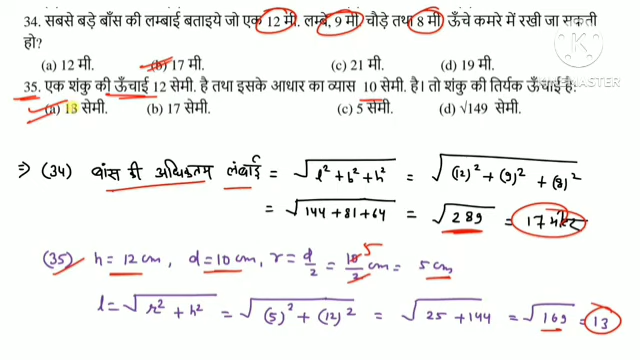 34. सबसे बड़े बाँस की लम्बाई बताइये जो एक 12 मी. लम्बे, 9 मी चौड़े तथा 8 मी ऊँचे कमरे में रखी जा सकती
हो?
(a) 12 मी. (b) 17 मी. (c) 21 मी. (d) 19 मी.
35. एक शंकु की ऊँचाई 12 सेमी. है तथा इसके आधार का व्यास 10 सेमी. है। तो शंकु की तिर्यक ऊँचाई है:
(a) 13 सेमी. (b) 17 सेमी. (c) 5 सेमी. (d) √149 सेमी.
⇒ (34) बांस की अधिकतम लंबाई = √l² + b² + h² = √(12)² + (9)² + (8)²
= √144 + 81 + 64 = √289 = 17 मीटर
(35) h = 12 cm, d = 10 cm, r = d/2 = 10/2 5 cm = 5 cm
l = √r² + h² = √(5)² + (12)² = √25 + 144 = √169 = 13